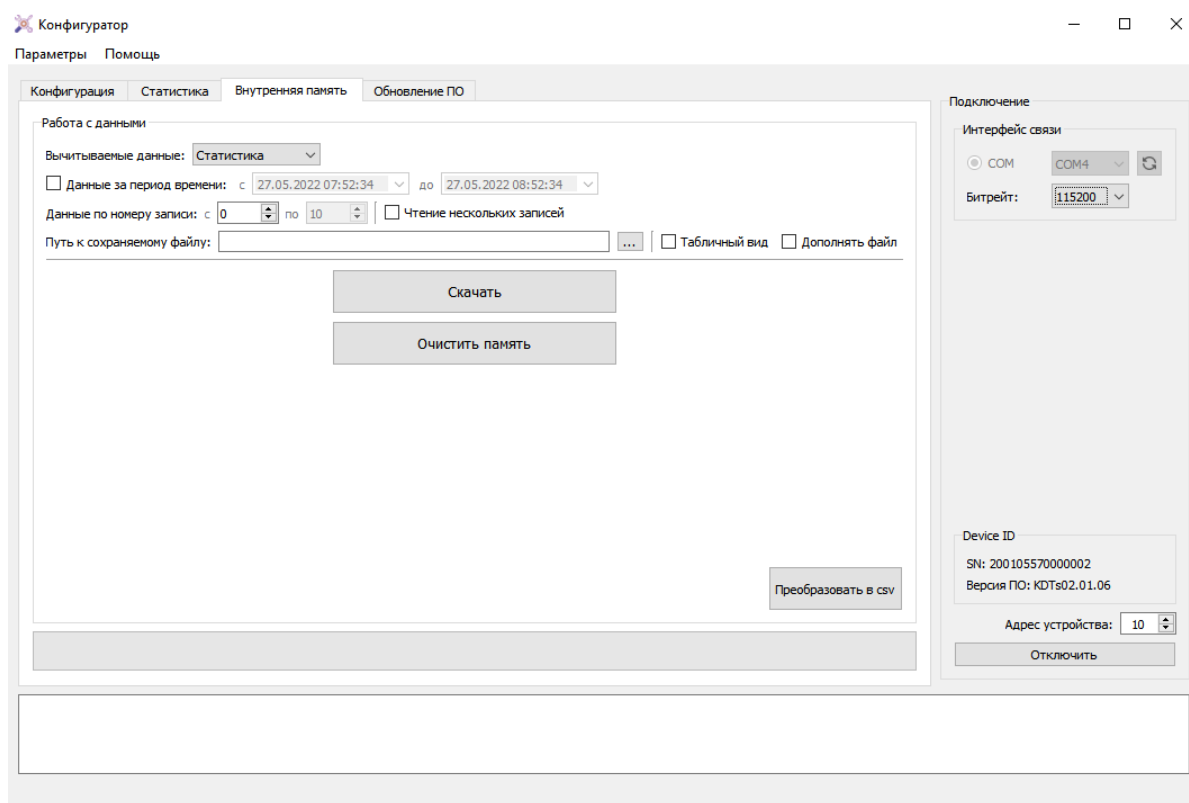 Конфигуратор
Параметры Помощь
Конфигурация Статистика Внутренняя память Обновление ПО
Работа с данными
Вычитываемые данные: Статистика
Данные за период времени: с 27.05.2022 07:52:34 до 27.05.2022 08:52:34
Данные по номеру записи: с 0 по 10 Чтение нескольких записей
Путь к сохраняемому файлу: ... Табличный вид Дополнять файл
Скачать
Очистить память
Преобразовать в csv
Подключение
Интерфейс связи
COM COM4
Битрейт: 115200
Device ID
SN: 200105570000002
Версия ПО: KDTs02.01.06
Адрес устройства: 10
Отключить